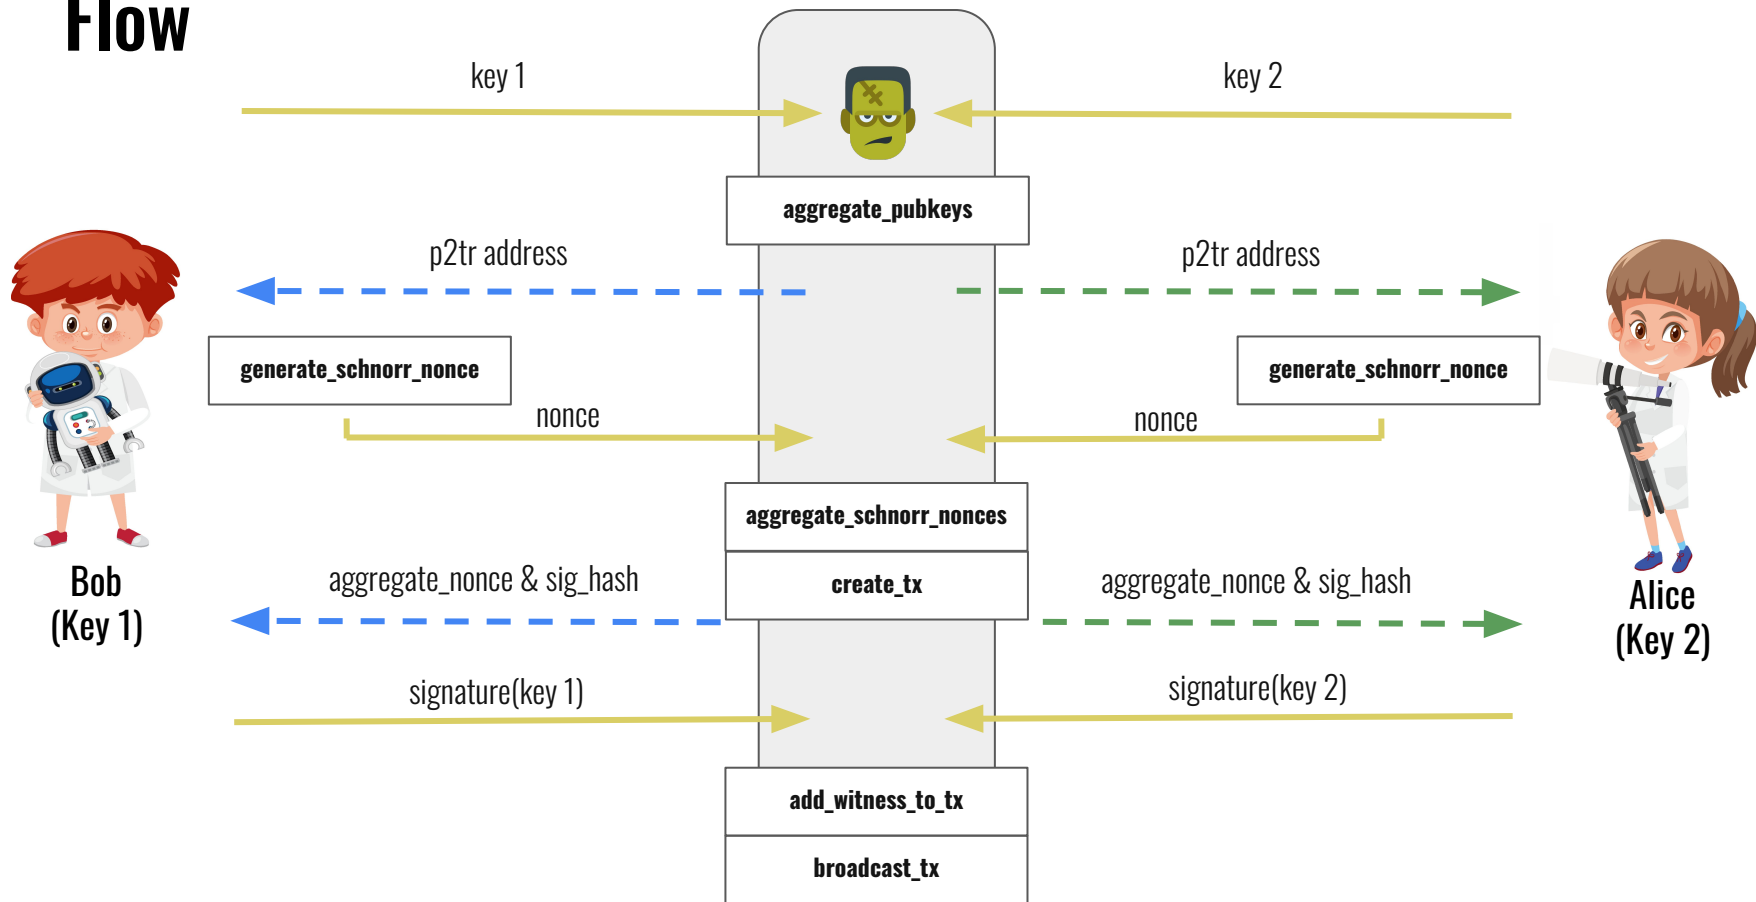 Flow
key 1
key 2
aggregate_pubkeys
p2tr address
p2tr address
generate_schnorr_nonce
generate_schnorr_nonce
nonce
nonce
aggregate_schnorr_nonces
create_tx
aggregate_nonce & sig_hash
aggregate_nonce & sig_hash
Bob
(Key 1)
Alice
(Key 2)
signature(key 1)
signature(key 2)
add_witness_to_tx
broadcast_tx